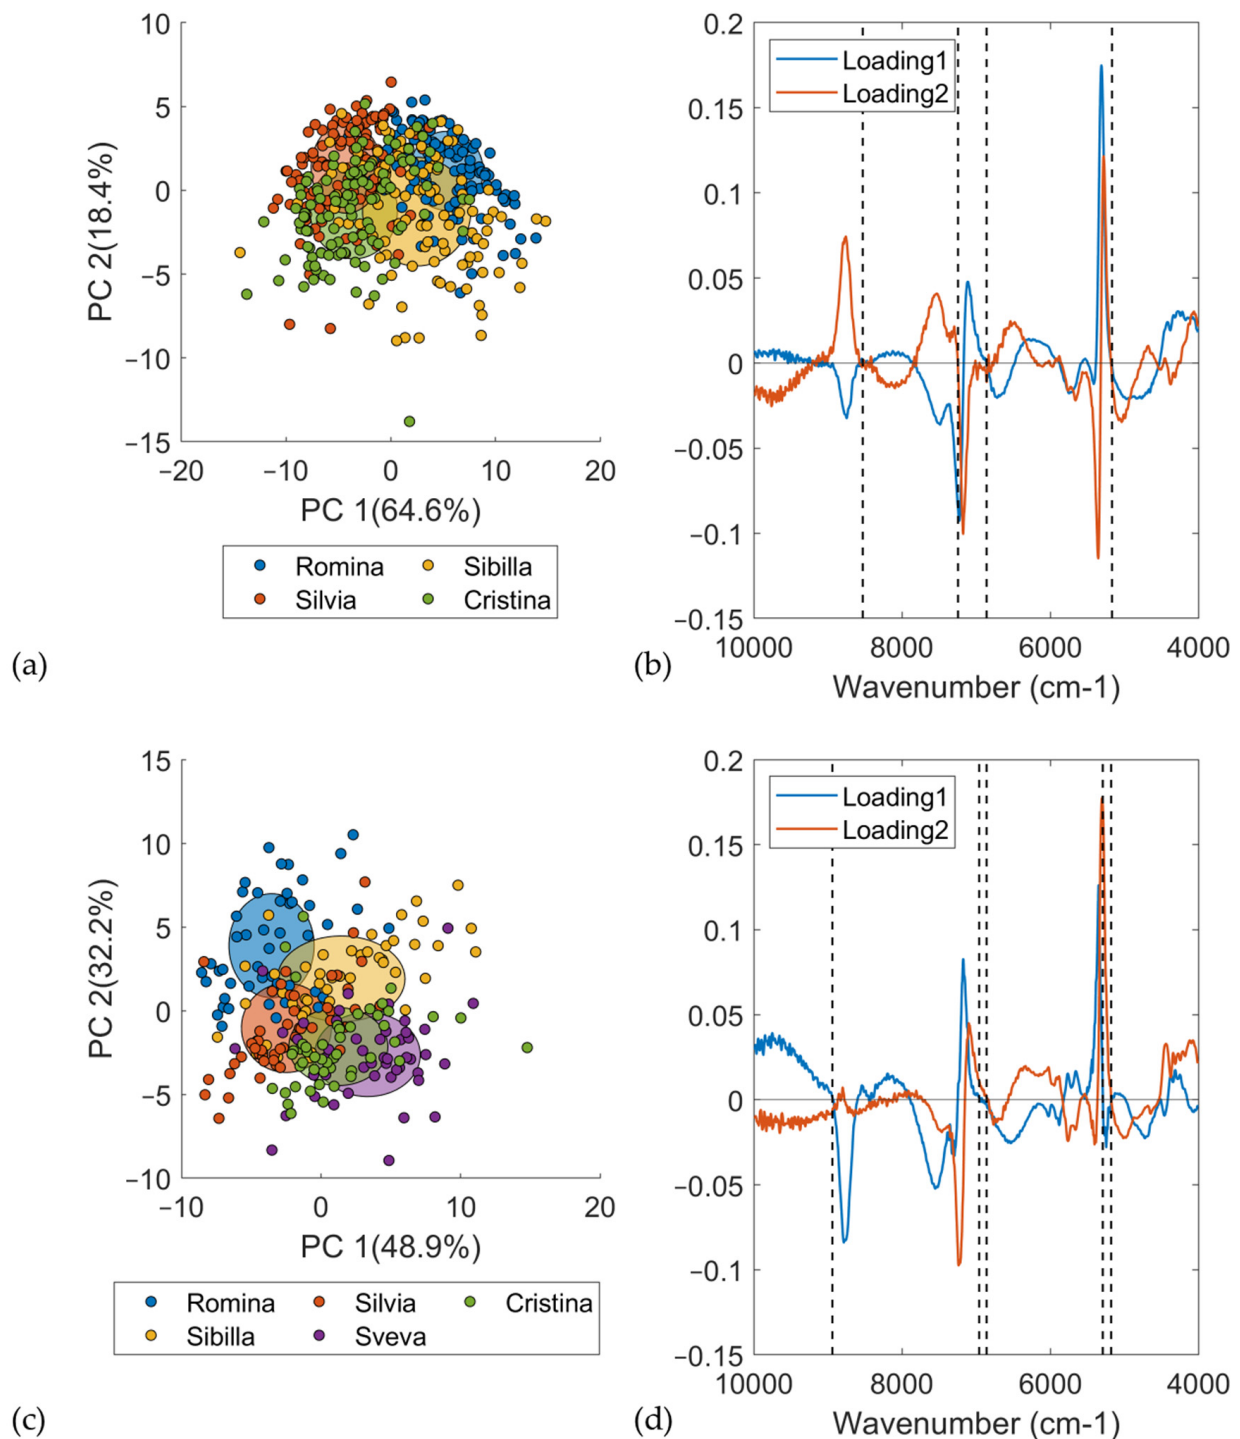 10
5
0
−5
−10
−15
−20
−10
0
10
20
PC 2(18.4%)
PC 1(64.6%)
Romina
Sibilla
Silvia
Cristina
(a)
0.2
0.15
0.1
0.05
0
−0.05
−0.1
−0.15
Loading1
Loading2
10000
8000
6000
4000
Wavenumber (cm-1)
(b)
15
10
5
0
−5
−10
−10
0
10
20
PC 2(32.2%)
PC 1(48.9%)
Romina
Silvia
Cristina
Sibilla
Sveva
(c)
0.2
0.15
0.1
0.05
0
−0.05
−0.1
−0.15
Loading1
Loading2
10000
8000
6000
4000
Wavenumber (cm-1)
(d)